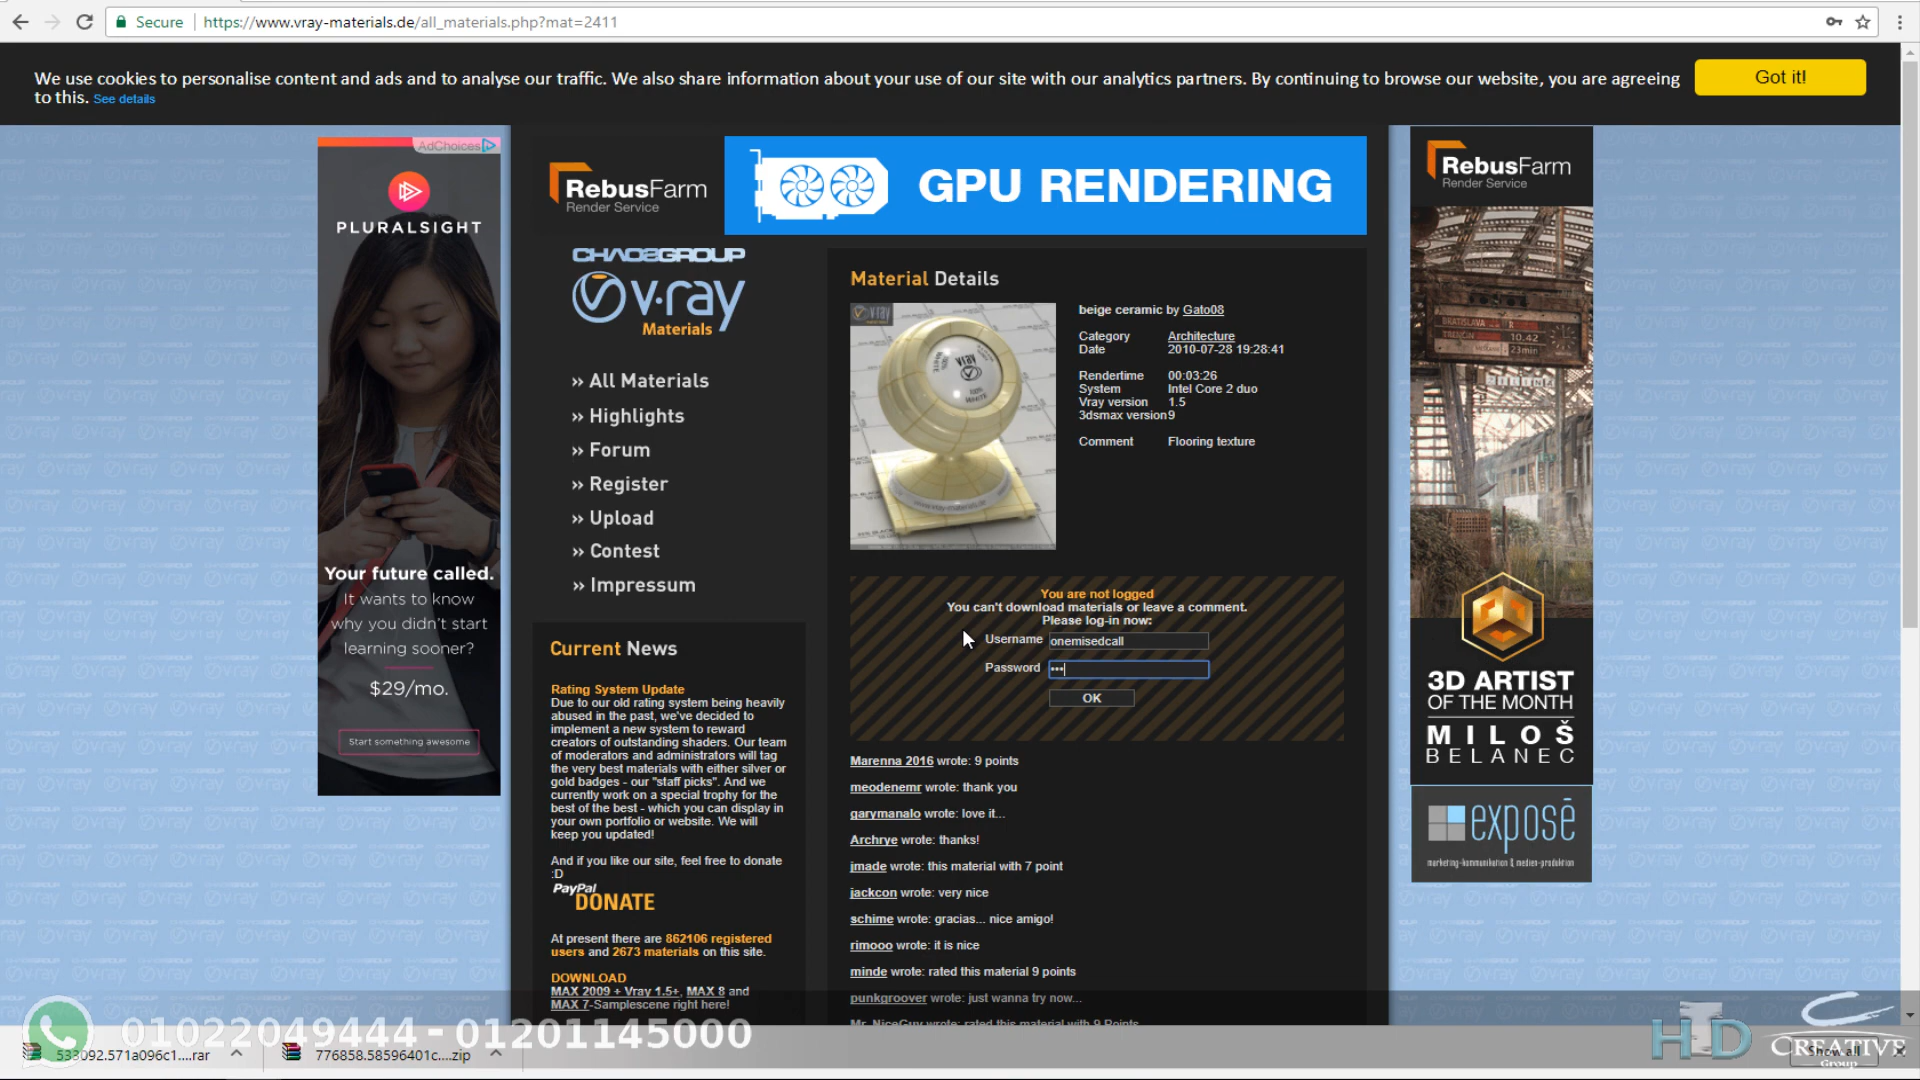 Secure
https://www.vray-materials.de/all_materials.php?mat=2411
We use cookies to personalise content and ads and to analyse our traffic. We also share information about your use of our site with our analytics partners. By continuing to browse our website, you are agreeing
to this. See details
Got it!
AdChoices
PLURALSIGHT
Your future called.
It wants to know
why you didn't start
learning sooner?
$29/mo.
Start something awesome
RebusFarm
Render Service
GPU RENDERING
CHAOSGROUP
v·ray
Materials
» All Materials
» Highlights
» Forum
» Register
» Upload
» Contest
» Impressum
Current News
Rating System Update
Due to our old rating system being heavily
abused in the past, we've decided to
implement a new system to reward
creators of outstanding shaders. Our team
of moderators and administrators will tag
the very best materials with either silver or
gold badges - our "staff picks". And we
currently work on a special trophy for the
best of the best - which you can display in
your own portfolio or website. We will
keep you updated!
And if you like our site, feel free to donate
:D
PayPal
DONATE
At present there are 862106 registered
users and 2673 materials on this site.
DOWNLOAD
MAX 2009 + Vray 1.5+, MAX 8 and
MAX 7-Samplescene right here!
Material Details
beige ceramic by Gato08
Category Architecture
Date 2010-07-28 19:28:41
Rendertime 00:03:26
System Intel Core 2 duo
Vray version 1.5
3dsmax version9
Comment Flooring texture
You are not logged
You can't download materials or leave a comment.
Please log-in now:
Username onemisedcall
Password •••
OK
Marenna 2016 wrote: 9 points
meodenemr wrote: thank you
garymanalo wrote: love it...
Archrye wrote: thanks!
jmade wrote: this material with 7 point
jackcon wrote: very nice
schime wrote: gracias... nice amigo!
rimooo wrote: it is nice
minde wrote: rated this material 9 points
punkgroover wrote: just wanna try now...
Mr. NiceGuy wrote: rated this material with 9 Points
RebusFarm
Render Service
10.42
23min
3D ARTIST
OF THE MONTH
MILOŠ
BELANEC
exposé
marketing-kommunikation & medien-produktion
01022049444 - 01201145000
533092.571a096c1....rar
776858.58596401c....zip
Show all
HD
CREATIVE
Group